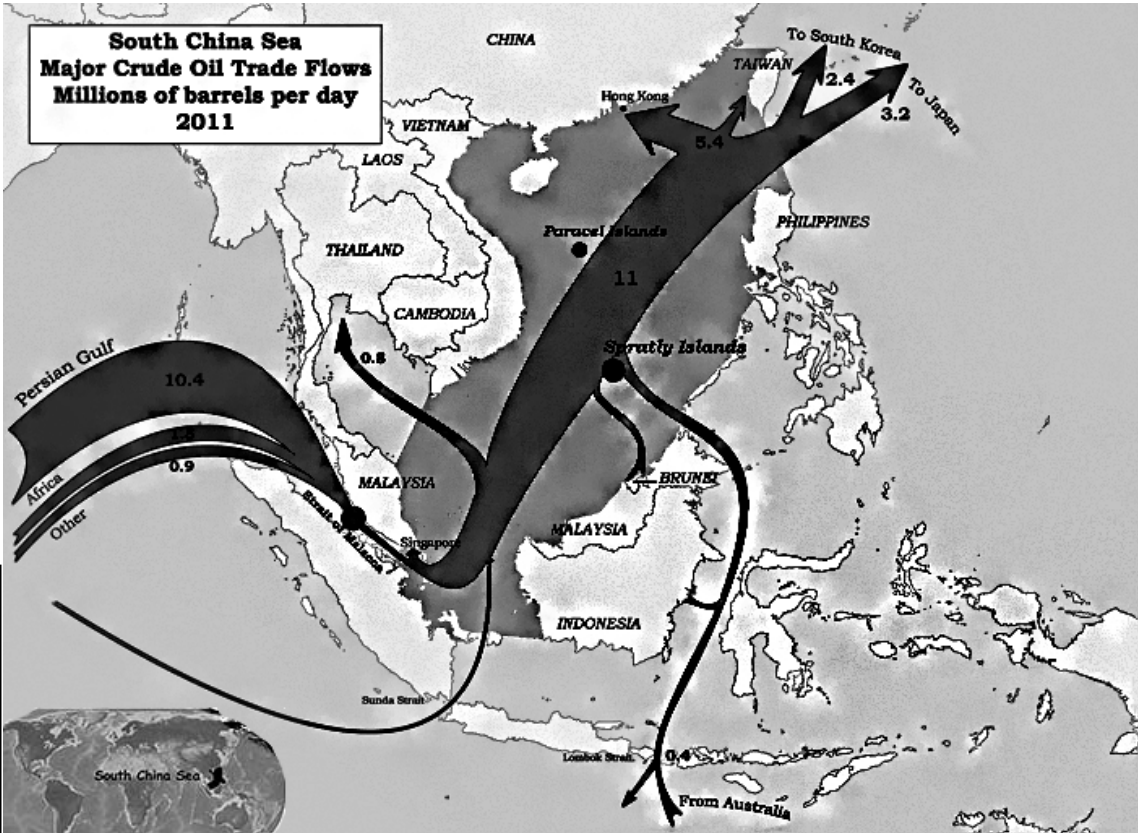 South China Sea
Major Crude Oil Trade Flows
Millions of barrels per day
2011
CHINA
To South Korea
TAIWAN
2.4
To Japan
3.2
Hong Kong
5.4
VIETNAM
LAOS
Paracel Islands
PHILIPPINES
THAILAND
11
CAMBODIA
Spratly Islands
Persian Gulf
10.4
Africa
0.9
Other
MALAYSIA
BRUNEI
Strait of Malacca
Singapore
MALAYSIA
INDONESIA
Sunda Strait
Lombok Strait
0.4
From Australia
South China Sea